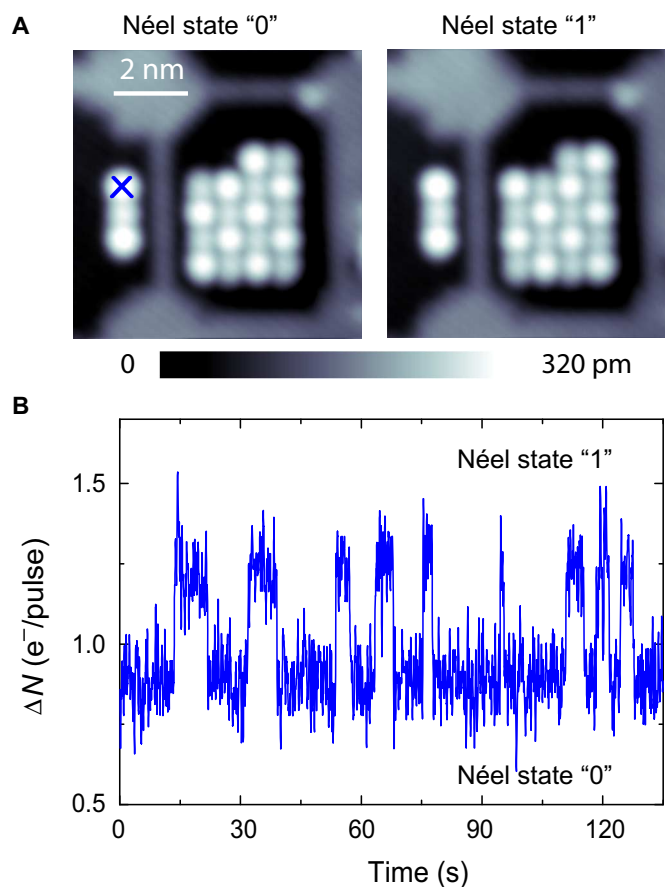 A
Néel state “0”
Néel state “1”
2 nm
0
320 pm
B
1.5
1.0
0.5
ΔN (e⁻/pulse)
Néel state “1”
Néel state “0”
0
30
60
90
120
Time (s)